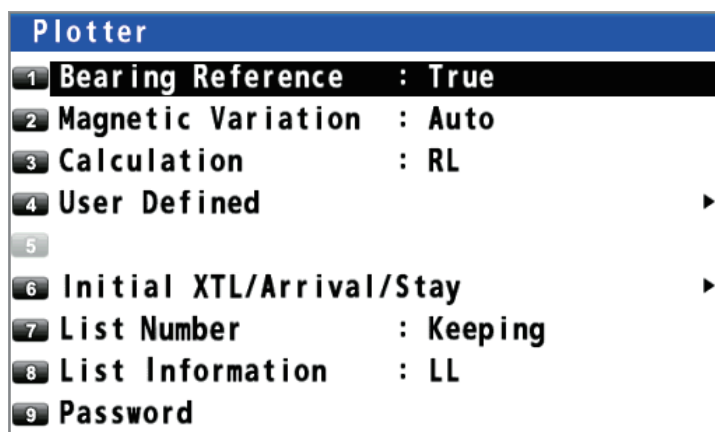 Plotter
1 Bearing Reference : True
2 Magnetic Variation : Auto
3 Calculation : RL
4 User Defined ▶
5
6 Initial XTL/Arrival/Stay ▶
7 List Number : Keeping
8 List Information : LL
9 Password